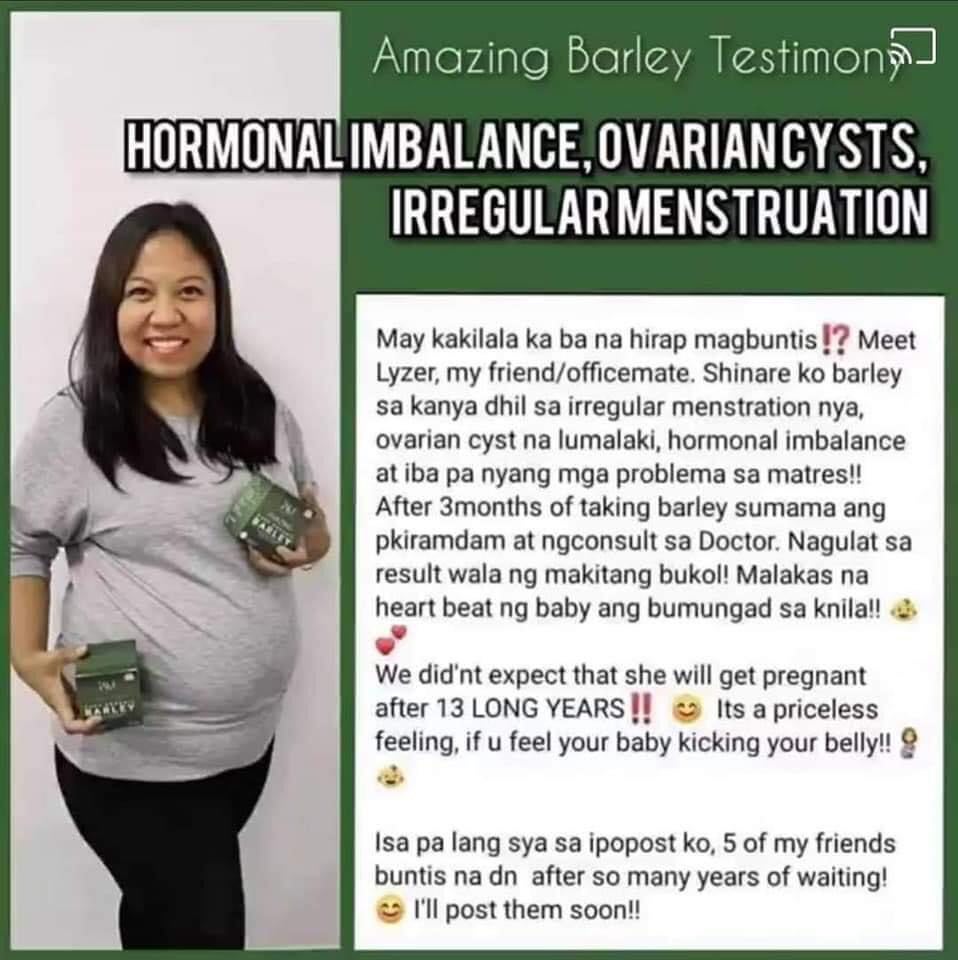 Amazing Barley Testimony
HORMONAL IMBALANCE, OVARIAN CYSTS,
IRREGULAR MENSTRUATION
May kakilala ka ba na hirap magbuntis⁉️ Meet
Lyzer, my friend/officemate. Shinare ko barley
sa kanya dhil sa irregular menstration nya,
ovarian cyst na lumalaki, hormonal imbalance
at iba pa nyang mga problema sa matres!!
After 3months of taking barley sumama ang
pkiramdam at ngconsult sa Doctor. Nagulat sa
result wala ng makitang bukol! Malakas na
heart beat ng baby ang bumungad sa knila!! 👶
💕
We did'nt expect that she will get pregnant
after 13 LONG YEARS‼️ 😊 Its a priceless
feeling, if u feel your baby kicking your belly!! 🤱
👶
Isa pa lang sya sa ipopost ko, 5 of my friends
buntis na dn after so many years of waiting!
😊 I'll post them soon!!
BARLEY
BARLEY